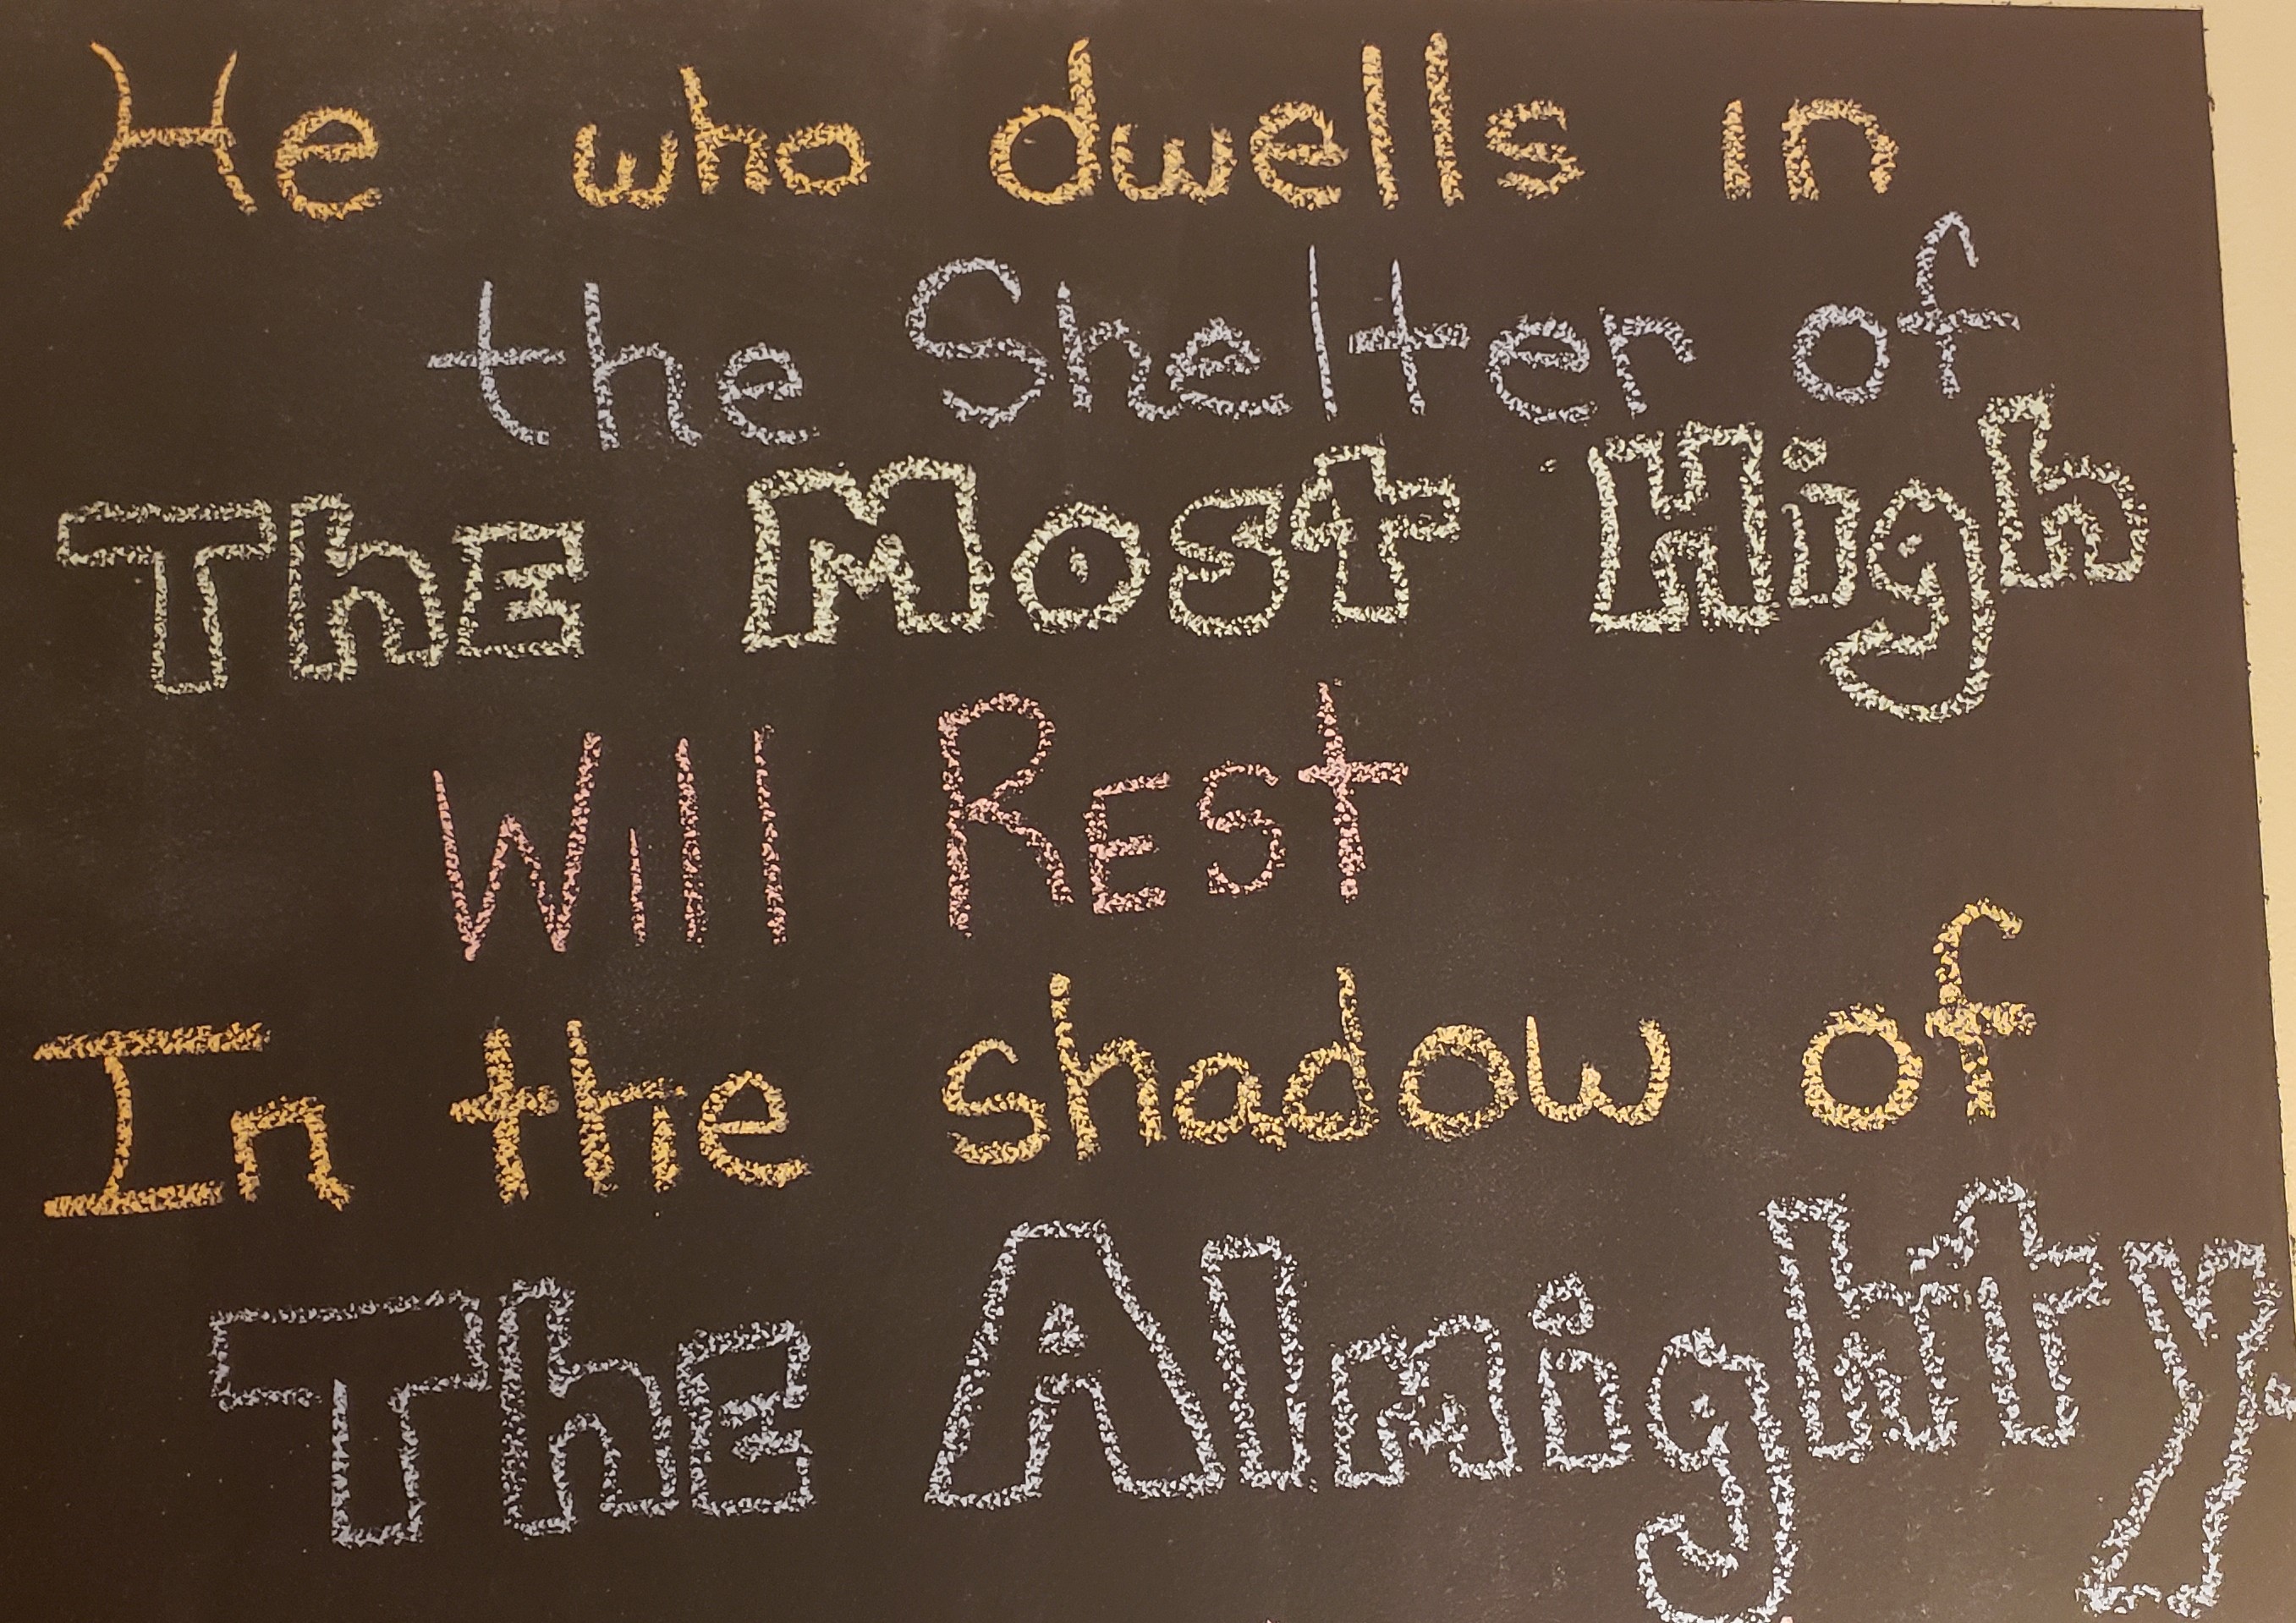 He who dwells in
the Shelter of
ThE Most High
Will REst
In the shadow of
ThE Almighty.